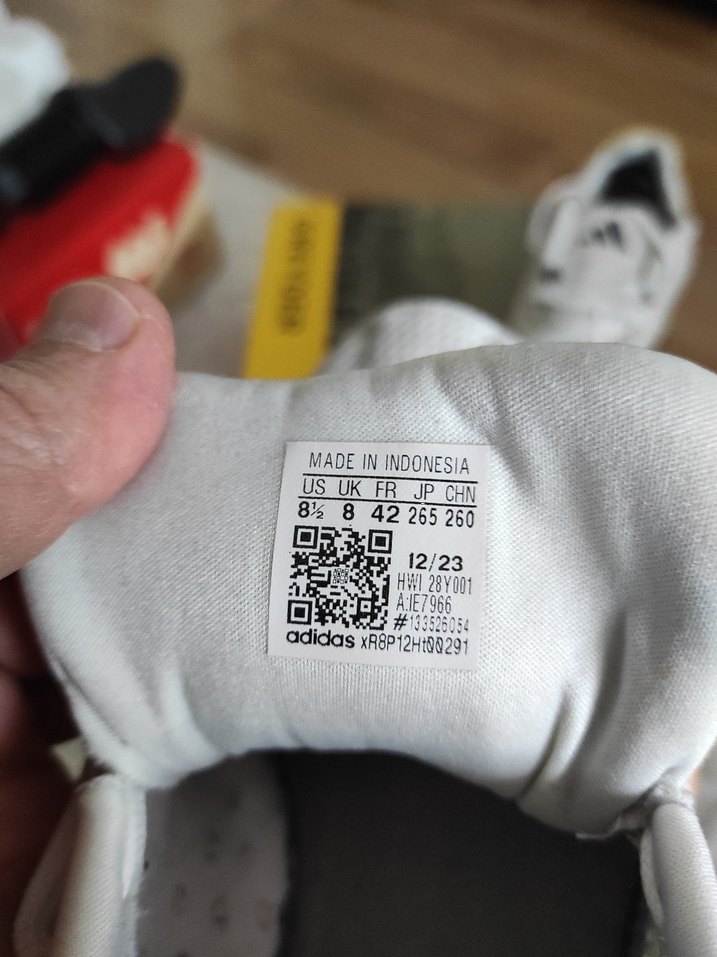 MADE IN INDONESIA
US UK FR JP CHN
8½ 8 42 265 260
12/23
HWI 28Y001
A:IE7966
#133526054
adidas xR8P12Ht00291